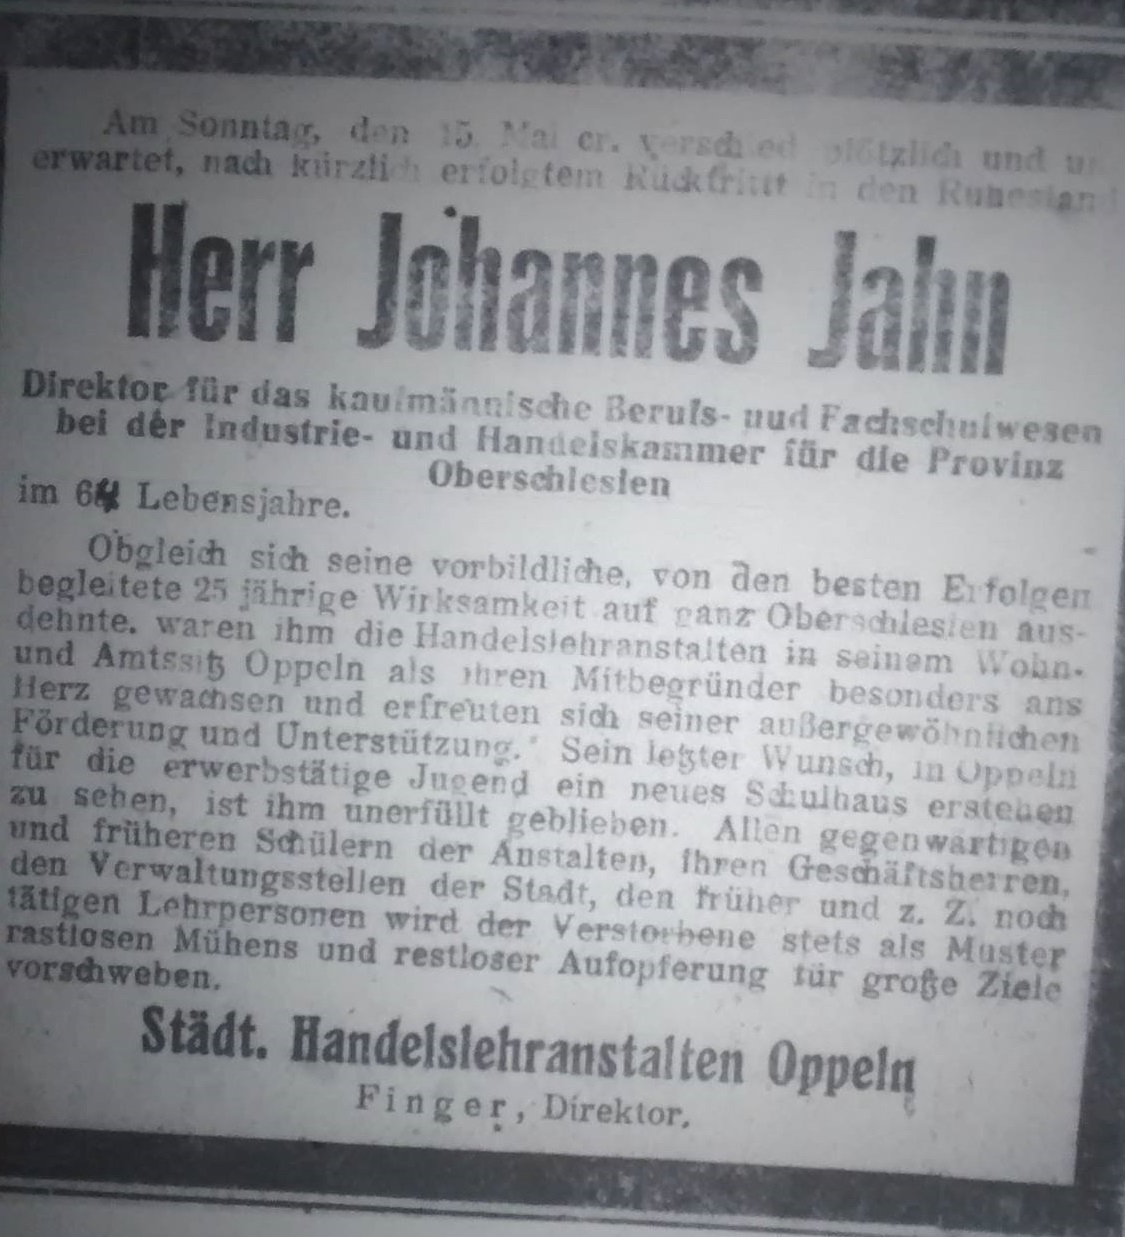 Am Sonntag, den 15. Mai cr. verschied plötzlich und un
erwartet, nach kürzlich erfolgtem Rücktritt in den Ruhestand
Herr Johannes Jahn
Direktor für das kaufmännische Berufs- uud Fachschulwesen
bei der Industrie- und Handelskammer für die Provinz
Oberschlesien
im Lebensjahre.
Obgleich sich seine vorbildliche, von den besten Erfolgen
begleitete 25 jährige Wirksamkeit auf ganz Oberschlesien aus-
dehnte, waren ihm die Handelslehranstalten in seinem Wohn-
und Amtssitz Oppeln als ihren Mitbegründer besonders ans
Herz gewachsen und erfreuten sich seiner außergewöhnlichen
Förderung und Unterstützung. Sein letzter Wunsch, in Oppeln
für die erwerbstätige Jugend ein neues Schulhaus erstehen
zu sehen, ist ihm unerfüllt geblieben. Allen gegenwärtigen
und früheren Schülern der Anstalten, ihren Geschäftsherren,
den Verwaltungsstellen der Stadt, den früher und z. Z. noch
tätigen Lehrpersonen wird der Verstorbene stets als Muster
rastlosen Mühens und restloser Aufopferung für große Ziele
vorschweben.
Städt. Handelslehranstalten Oppeln
Finger, Direktor.